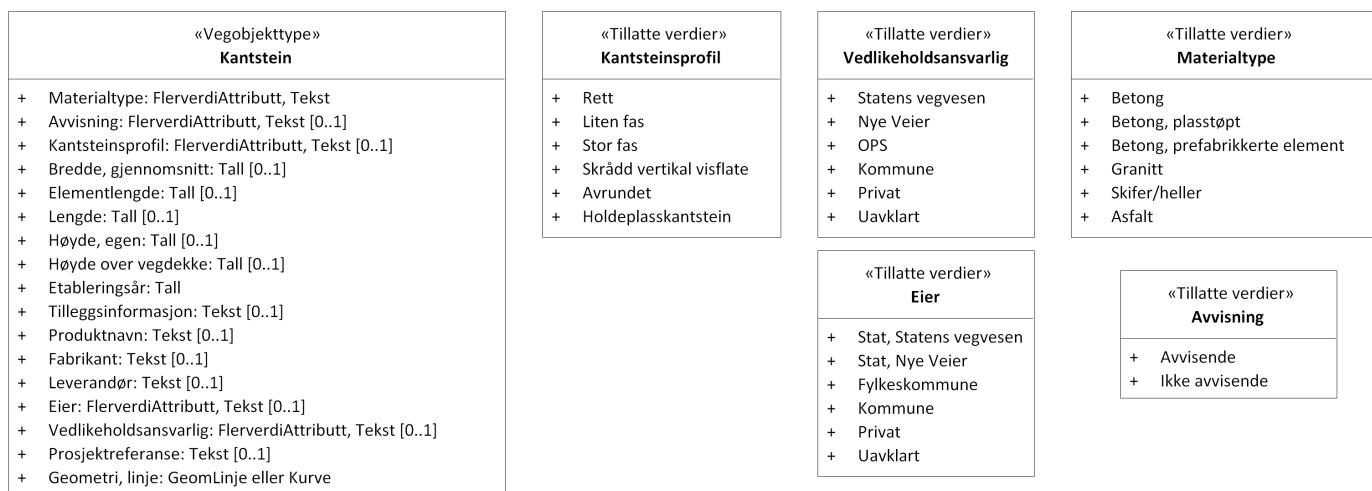 «Vegobjekttype»
Kantstein
+ Materialtype: FlerverdiAttributt, Tekst
+ Avvisning: FlerverdiAttributt, Tekst [0..1]
+ Kantsteinsprofil: FlerverdiAttributt, Tekst [0..1]
+ Bredde, gjennomsnitt: Tall [0..1]
+ Elementlengde: Tall [0..1]
+ Lengde: Tall [0..1]
+ Høyde, egen: Tall [0..1]
+ Høyde over vegdekke: Tall [0..1]
+ Etableringsår: Tall
+ Tilleggsinformasjon: Tekst [0..1]
+ Produktnavn: Tekst [0..1]
+ Fabrikant: Tekst [0..1]
+ Leverandør: Tekst [0..1]
+ Eier: FlerverdiAttributt, Tekst [0..1]
+ Vedlikeholdsansvarlig: FlerverdiAttributt, Tekst [0..1]
+ Prosjektreferanse: Tekst [0..1]
+ Geometri, linje: GeomLinje eller Kurve
«Tillatte verdier»
Kantsteinsprofil
+ Rett
+ Liten fas
+ Stor fas
+ Skrådd vertikal visflate
+ Avrundet
+ Holdeplasskantstein
«Tillatte verdier»
Vedlikeholdsansvarlig
+ Statens vegvesen
+ Nye Veier
+ OPS
+ Kommune
+ Privat
+ Uavklart
«Tillatte verdier»
Eier
+ Stat, Statens vegvesen
+ Stat, Nye Veier
+ Fylkeskommune
+ Kommune
+ Privat
+ Uavklart
«Tillatte verdier»
Materialtype
+ Betong
+ Betong, plasstøpt
+ Betong, prefabrikkerte element
+ Granitt
+ Skifer/heller
+ Asfalt
«Tillatte verdier»
Avvisning
+ Avvisende
+ Ikke avvisende